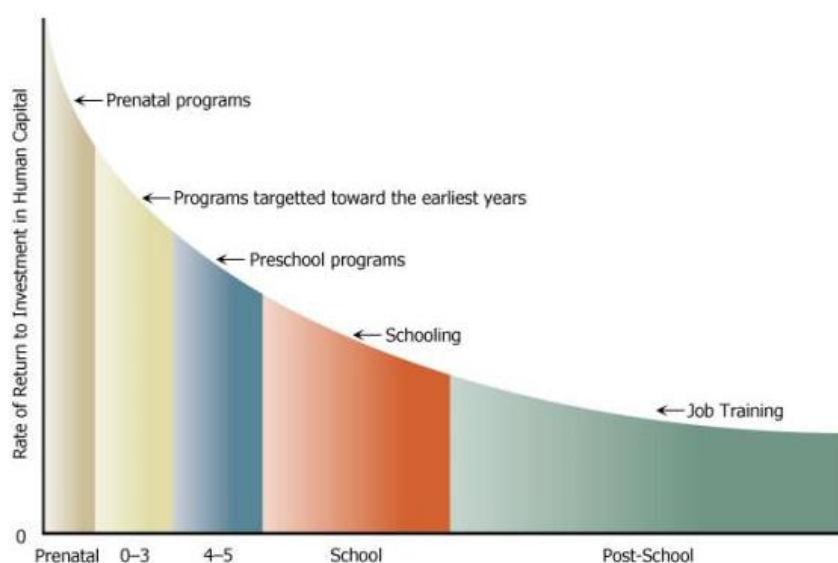 Rate of Return to Investment in Human Capital
Prenatal programs
Programs targetted toward the earliest years
Preschool programs
Schooling
Job Training
0
Prenatal
0–3
4–5
School
Post-School